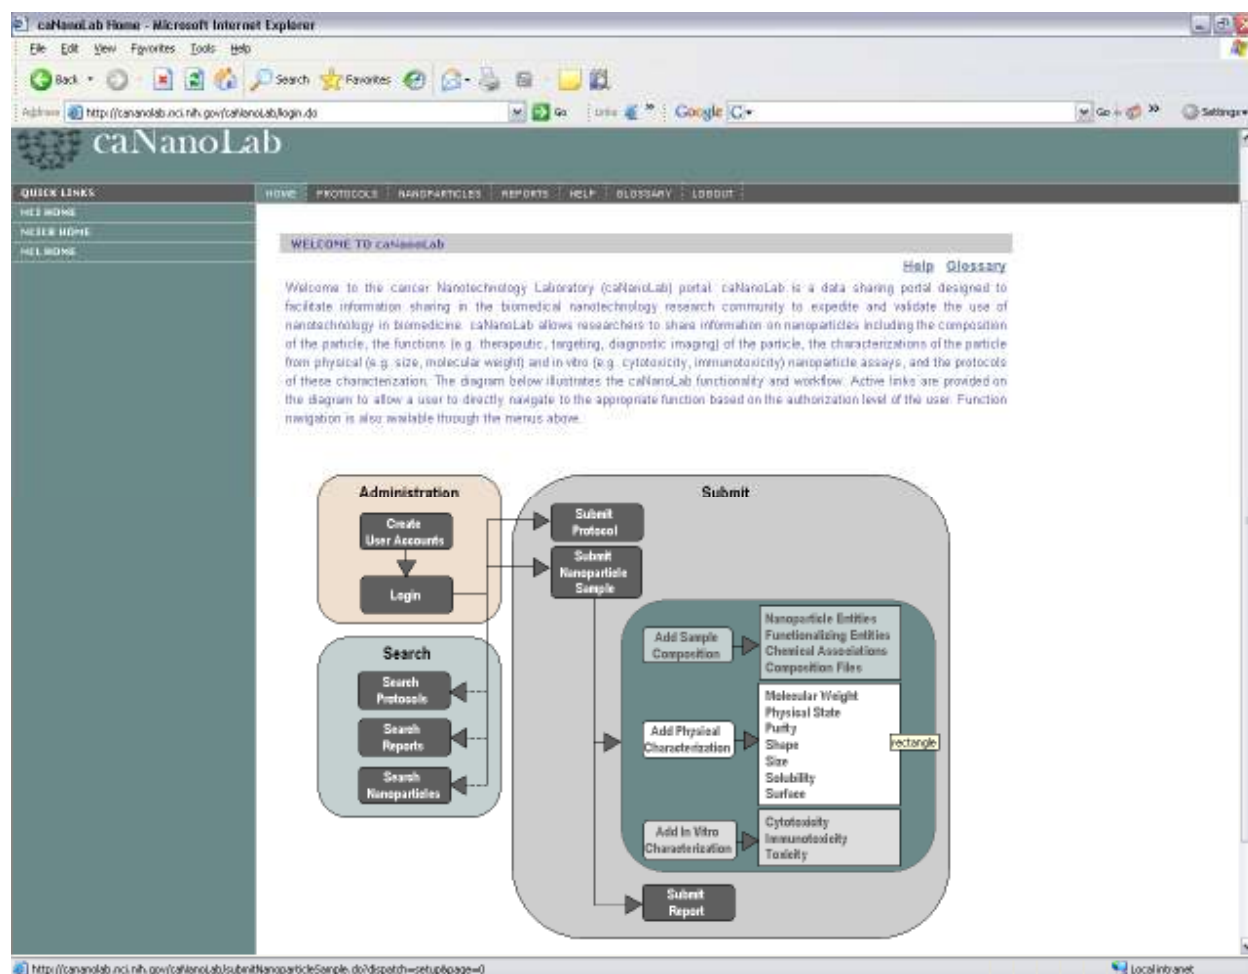 caNanoLab Home - Microsoft Internet Explorer
File Edit View Favorites Tools Help
Back Search Favorites
Address http://cananolab.nci.nih.gov/caNanoLab/login.do Go Links » Google Go » Settings
caNanoLab
QUICK LINKS HOME PROTOCOLS NANOPARTICLES REPORTS HELP GLOSSARY LOGOUT
NCI HOME
NCICB HOME
NCL HOME
WELCOME TO caNanoLab
Help Glossary
Welcome to the cancer Nanotechnology Laboratory (caNanoLab) portal. caNanoLab is a data sharing portal designed to
facilitate information sharing in the biomedical nanotechnology research community to expedite and validate the use of
nanotechnology in biomedicine. caNanoLab allows researchers to share information on nanoparticles including the composition
of the particle, the functions (e.g. therapeutic, targeting, diagnostic imaging) of the particle, the characterizations of the particle
from physical (e.g. size, molecular weight) and in vitro (e.g. cytotoxicity, immunotoxicity) nanoparticle assays, and the protocols
of these characterization. The diagram below illustrates the caNanoLab functionality and workflow. Active links are provided on
the diagram to allow a user to directly navigate to the appropriate function based on the authorization level of the user. Function
navigation is also available through the menus above.
Administration
Create
User Accounts
Login
Search
Search
Protocols
Search
Reports
Search
Nanoparticles
Submit
Submit
Protocol
Submit
Nanoparticle
Sample
Add Sample
Composition
Nanoparticle Entities
Functionalizing Entities
Chemical Associations
Composition Files
Add Physical
Characterization
Molecular Weight
Physical State
Purity
Shape
Size
Solubility
Surface
rectangle
Add In Vitro
Characterization
Cytotoxicity
Immunotoxicity
Toxicity
Submit
Report
http://cananolab.nci.nih.gov/caNanoLab/submitNanoparticleSample.do?dispatch=setup&page=0 Local intranet